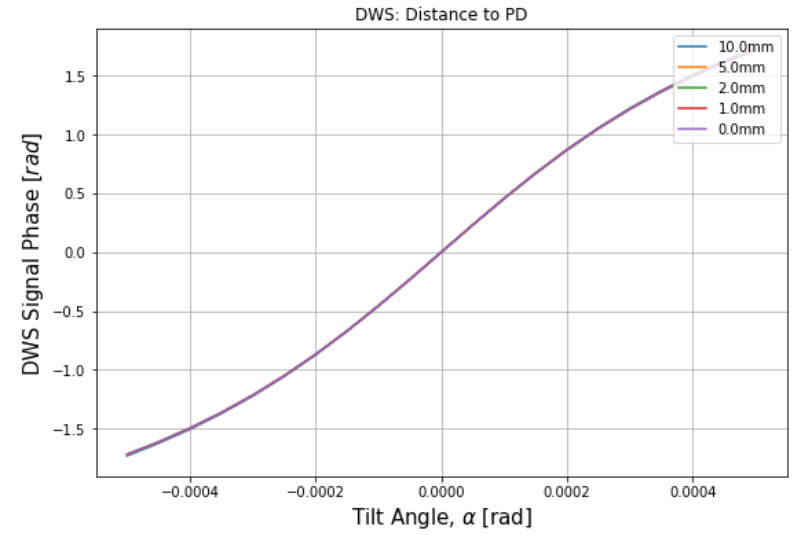 DWS: Distance to PD
10.0mm
5.0mm
2.0mm
1.0mm
0.0mm
DWS Signal Phase [rad]
1.5
1.0
0.5
0.0
−0.5
−1.0
−1.5
−0.0004
−0.0002
0.0000
0.0002
0.0004
Tilt Angle, α [rad]